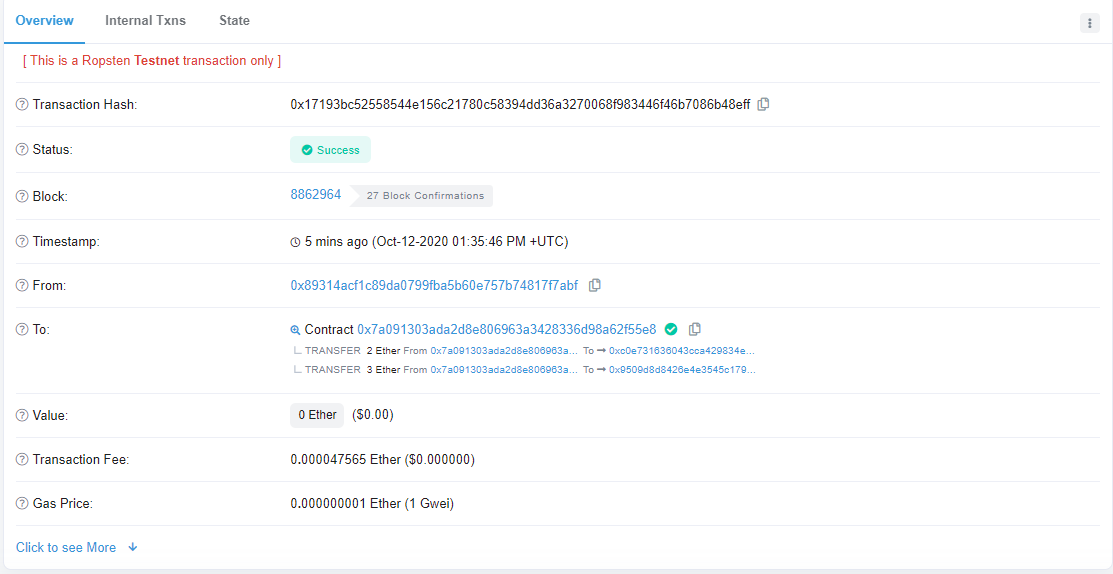 Overview Internal Txns State
[ This is a Ropsten Testnet transaction only ]
Transaction Hash: 0x17193bc52558544e156c21780c58394dd36a3270068f983446f46b7086b48eff
Status: Success
Block: 8862964 27 Block Confirmations
Timestamp: 5 mins ago (Oct-12-2020 01:35:46 PM +UTC)
From: 0x89314acf1c89da0799fba5b60e757b74817f7abf
To: Contract 0x7a091303ada2d8e806963a3428336d98a62f55e8
TRANSFER 2 Ether From 0x7a091303ada2d8e806963a... To → 0xc0e731636043cca429834e...
TRANSFER 3 Ether From 0x7a091303ada2d8e806963a... To → 0x9509d8d8426e4e3545c179...
Value: 0 Ether ($0.00)
Transaction Fee: 0.000047565 Ether ($0.000000)
Gas Price: 0.000000001 Ether (1 Gwei)
Click to see More ↓